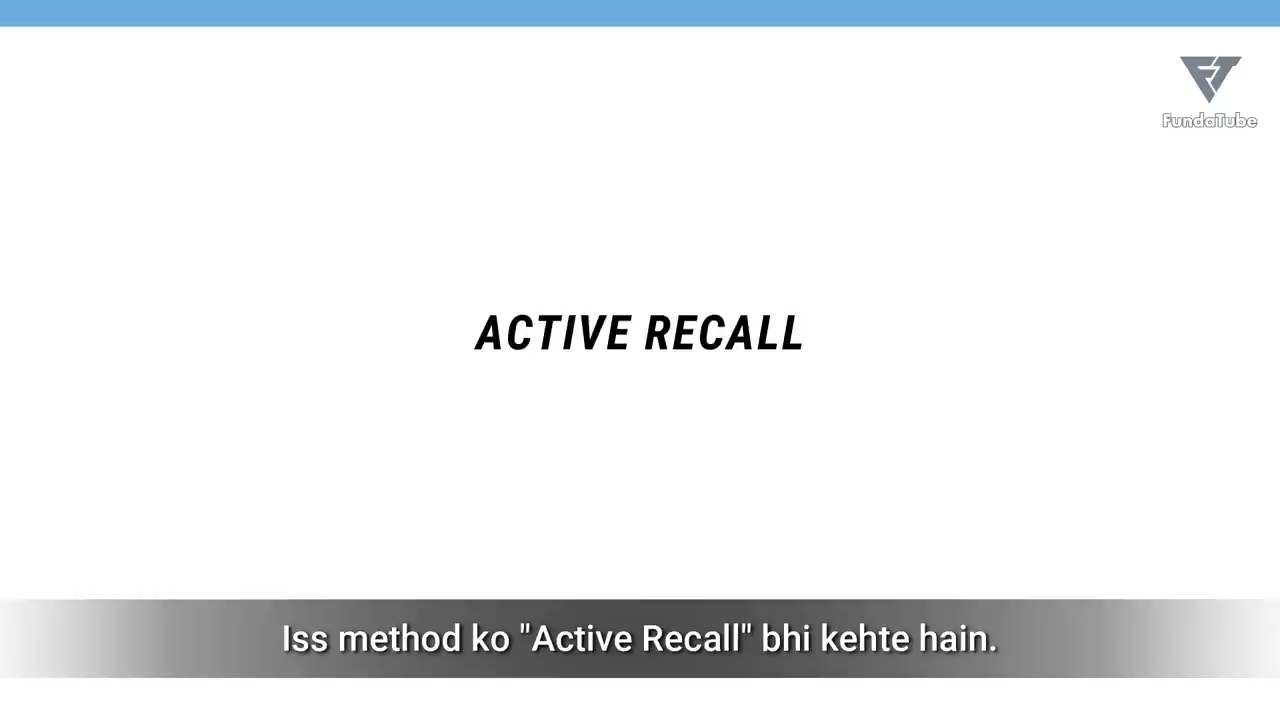 FundaTube
ACTIVE RECALL
Iss method ko "Active Recall" bhi kehte hain.